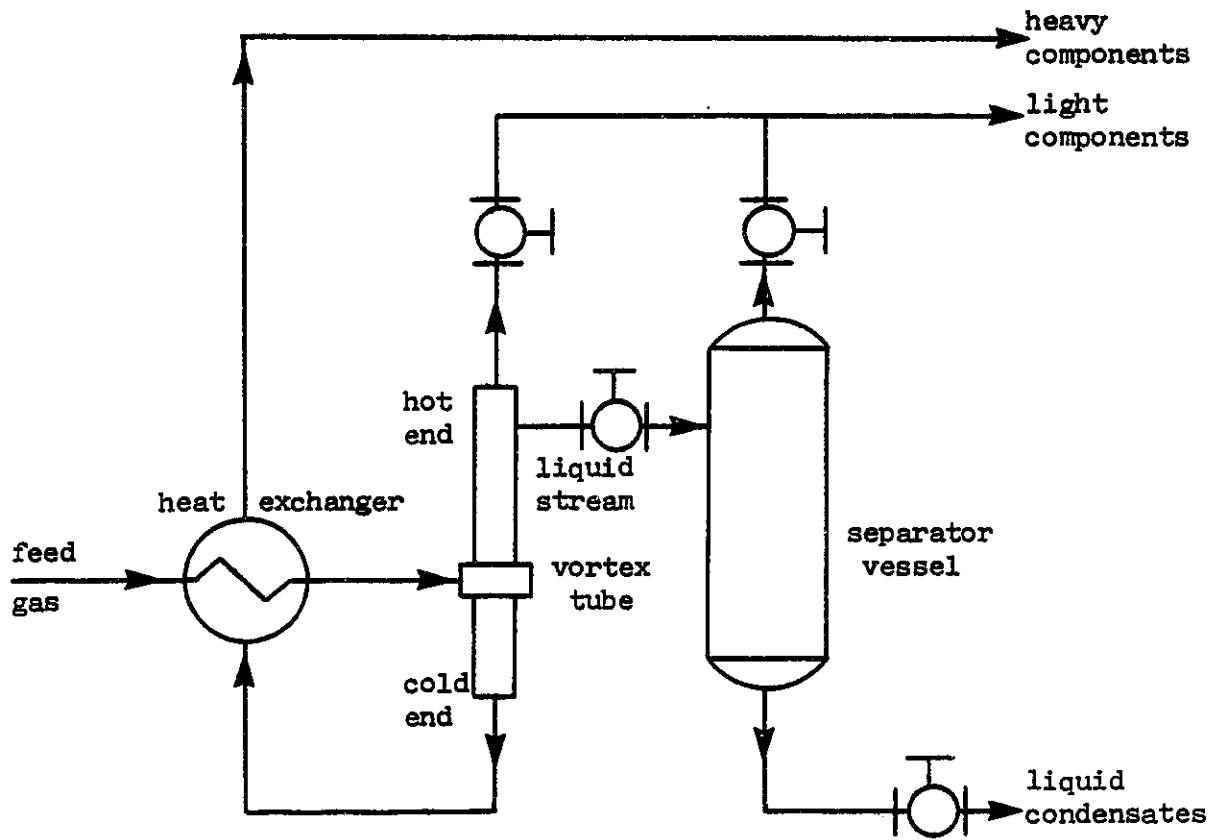 heavy
components
light
components
hot
end
liquid
stream
heat exchanger
feed
gas
vortex
tube
separator
vessel
cold
end
liquid
condensates